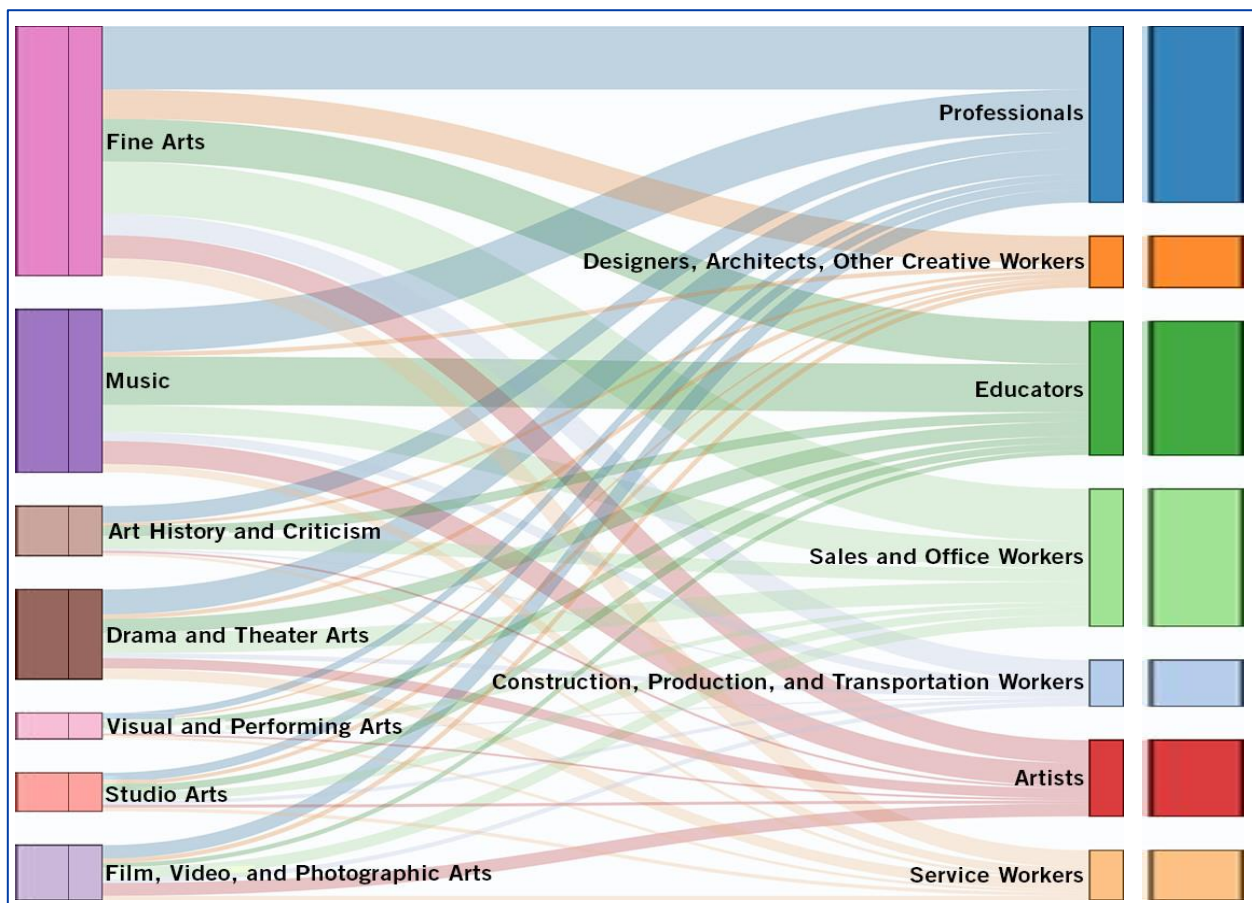 Fine Arts
Music
Art History and Criticism
Drama and Theater Arts
Visual and Performing Arts
Studio Arts
Film, Video, and Photographic Arts
Professionals
Designers, Architects, Other Creative Workers
Educators
Sales and Office Workers
Construction, Production, and Transportation Workers
Artists
Service Workers